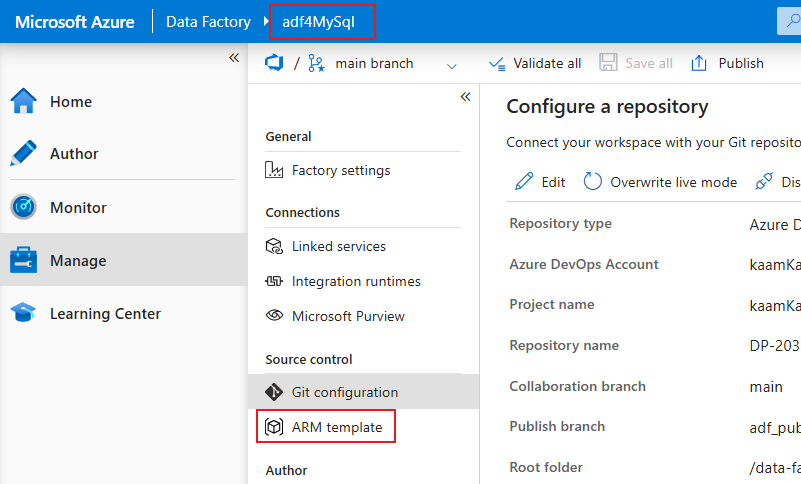 Microsoft Azure Data Factory adf4MySql
« / main branch Validate all Save all Publish
Home
Author
Monitor
Manage
Learning Center
«
General
Factory settings
Connections
Linked services
Integration runtimes
Microsoft Purview
Source control
Git configuration
ARM template
Author
Configure a repository
Connect your workspace with your Git reposito
Edit Overwrite live mode Dis
Repository type Azure D
Azure DevOps Account kaamKa
Project name kaamKa
Repository name DP-203
Collaboration branch main
Publish branch adf_pub
Root folder /data-fa